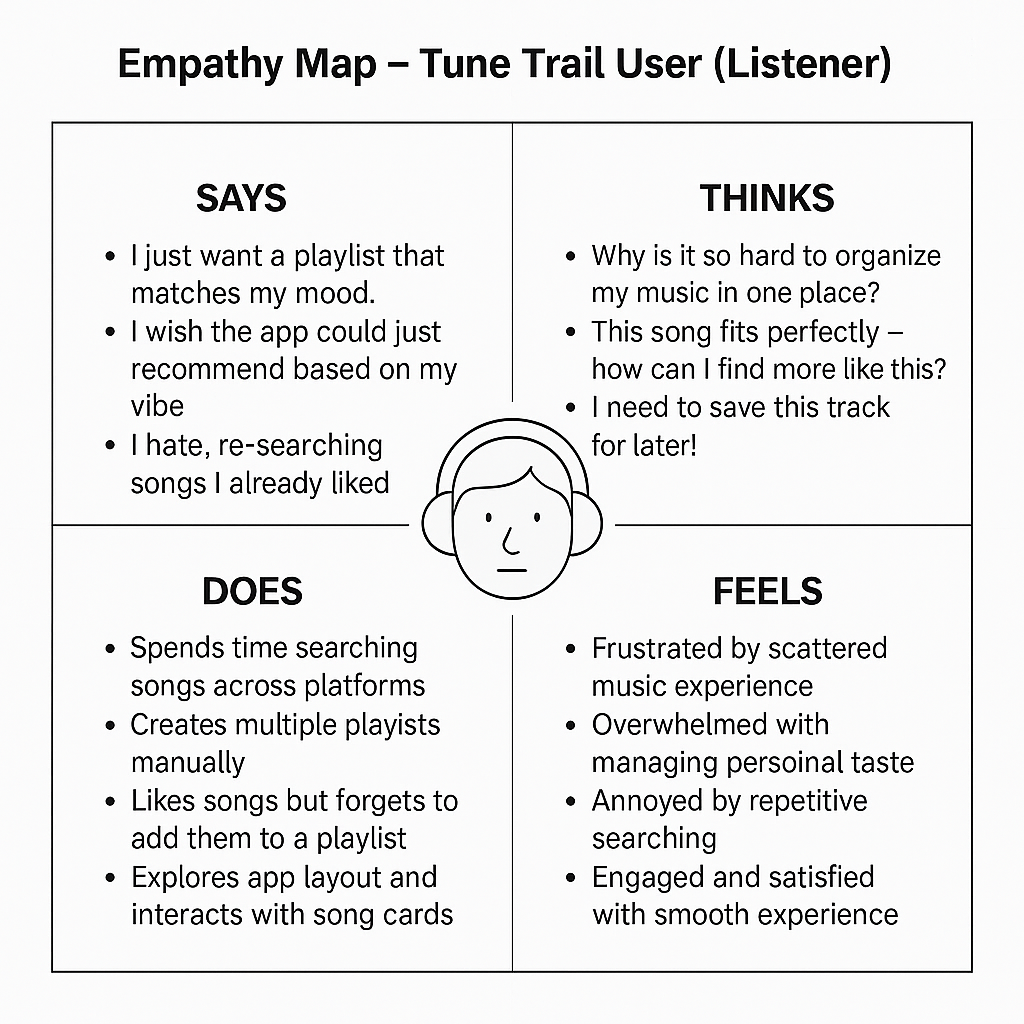 Empathy Map – Tune Trail User (Listener)
SAYS
• I just want a playlist that
matches my mood.
• I wish the app could just
recommend based on my
vibe
• I hate, re-searching
songs I already liked
THINKS
• Why is it so hard to organize
my music in one place?
• This song fits perfectly –
how can I find more like this?
• I need to save this track
for later!
DOES
• Spends time searching
songs across platforms
• Creates multiple playists
manually
• Likes songs but forgets to
add them to a playlist
• Explores app layout and
interacts with song cards
FEELS
• Frustrated by scattered
music experience
• Overwhelmed with
managing persoinal taste
• Annoyed by repetitive
searching
• Engaged and satisfied
with smooth experience